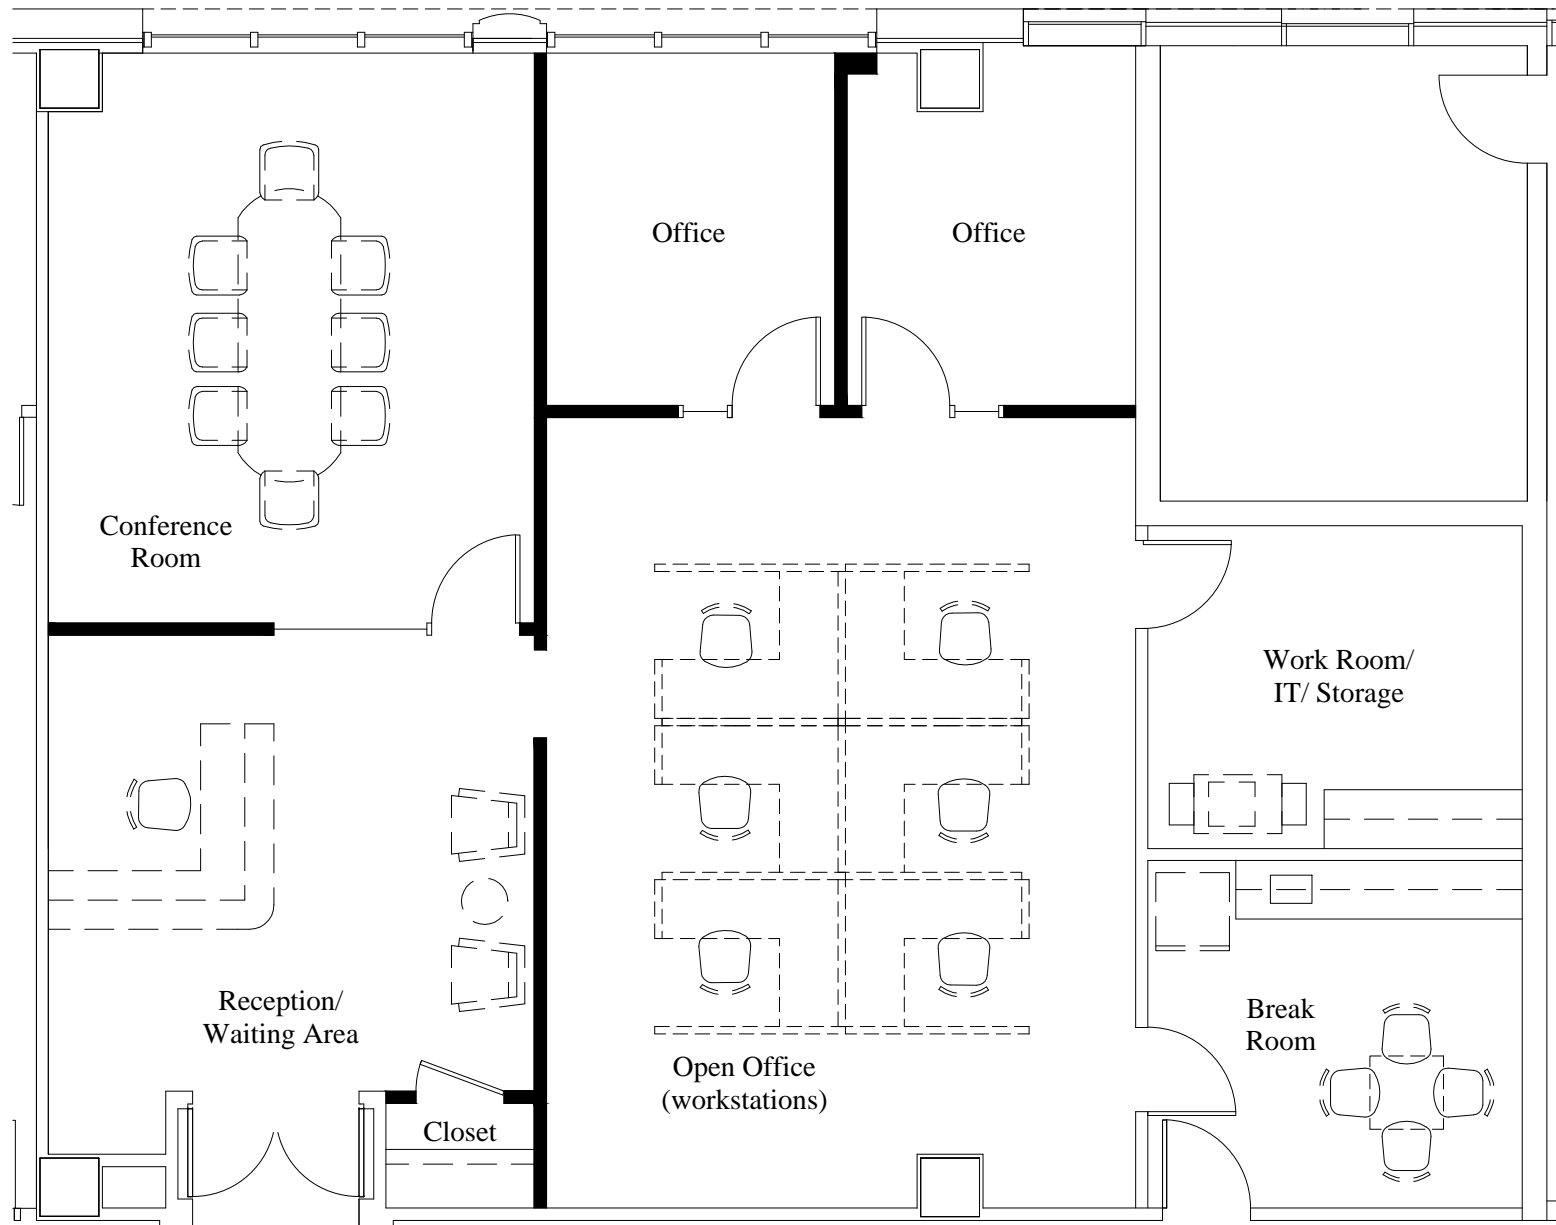 Office
Office
Conference
Room
Work Room/
IT/ Storage
Reception/
Waiting Area
Break
Room
Open Office
(workstations)
Closet